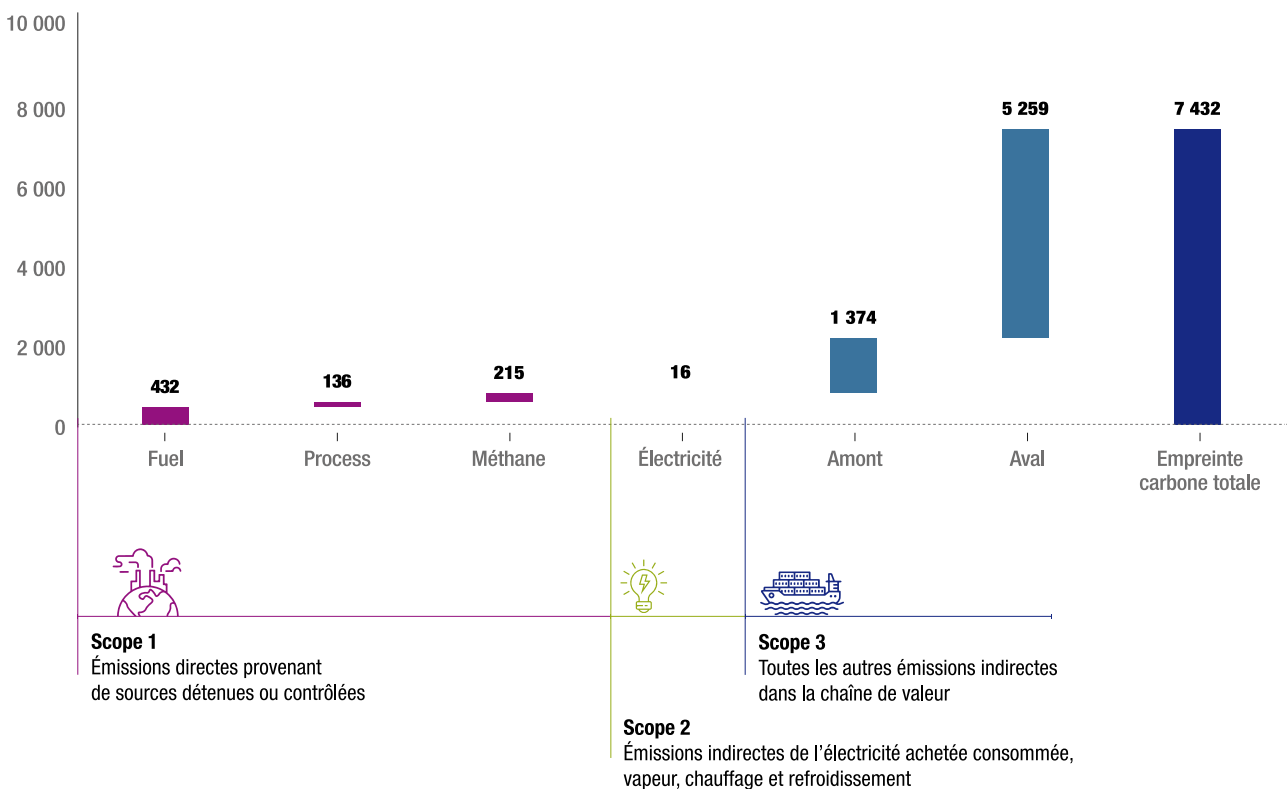 10 000
8 000
6 000
4 000
2 000
0
432
136
215
16
1 374
5 259
7 432
Fuel
Process
Méthane
Électricité
Amont
Aval
Empreinte
carbone totale
Scope 1
Émissions directes provenant
de sources détenues ou contrôlées
Scope 2
Émissions indirectes de l’électricité achetée consommée,
vapeur, chauffage et refroidissement
Scope 3
Toutes les autres émissions indirectes
dans la chaîne de valeur